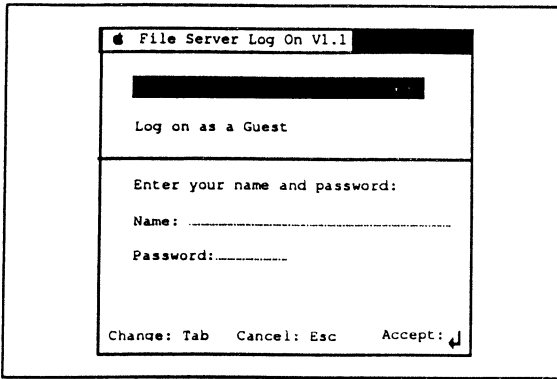 File Server Log On V1.1
Log on as a Guest
Enter your name and password:
Name:
Password:
Change: Tab Cancel: Esc Accept: